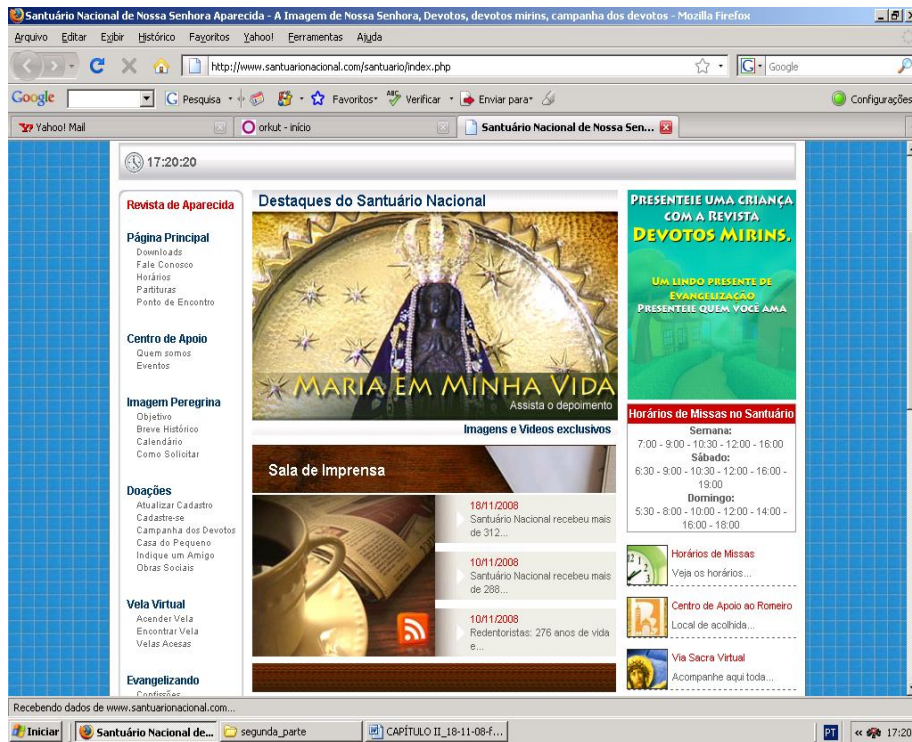 Santuário Nacional de Nossa Senhora Aparecida - A Imagem de Nossa Senhora, Devotos, devotos mirins, campanha dos devotos - Mozilla Firefox
Arquivo Editar Exibir Histórico Favoritos Yahoo! Ferramentas Ajuda
http://www.santuarionacional.com/santuario/index.php
G Google
Google G Pesquisa Favoritos ABC Verificar Enviar para Configurações
Yahoo! Mail
orkut - início
Santuário Nacional de Nossa Sen...
17:20:20
Revista de Aparecida
Página Principal
Downloads
Fale Conosco
Horários
Partituras
Ponto de Encontro
Centro de Apoio
Quem somos
Eventos
Imagem Peregrina
Objetivo
Breve Histórico
Calendário
Como Solicitar
Doações
Atualizar Cadastro
Cadastre-se
Campanha dos Devotos
Casa do Pequeno
Indique um Amigo
Obras Sociais
Vela Virtual
Acender Vela
Encontrar Vela
Velas Acesas
Evangelizando
Confissões
Destaques do Santuário Nacional
MARIA EM MINHA VIDA
Assista o depoimento
Imagens e Videos exclusivos
Sala de Imprensa
18/11/2008
Santuário Nacional recebeu mais
de 312...
10/11/2008
Santuário Nacional recebeu mais
de 288...
10/11/2008
Redentoristas: 276 anos de vida
e...
PRESENTEIE UMA CRIANÇA
COM A REVISTA
DEVOTOS MIRINS.
UM LINDO PRESENTE DE
EVANGELIZAÇÃO
PRESENTEIE QUEM VOCÊ AMA
Horários de Missas no Santuário
Semana:
7:00 - 9:00 - 10:30 - 12:00 - 16:00
Sábado:
6:30 - 9:00 - 10:30 - 12:00 - 16:00 -
19:00
Domingo:
5:30 - 8:00 - 10:00 - 12:00 - 14:00 -
16:00 - 18:00
Horários de Missas
Veja os horários...
Centro de Apoio ao Romeiro
Local de acolhida...
Via Sacra Virtual
Acompanhe aqui toda...
Recebendo dados de www.santuarionacional.com...
Iniciar Santuário Nacional de... segunda_parte CAPÍTULO II_18-11-08-f... PT 17:20